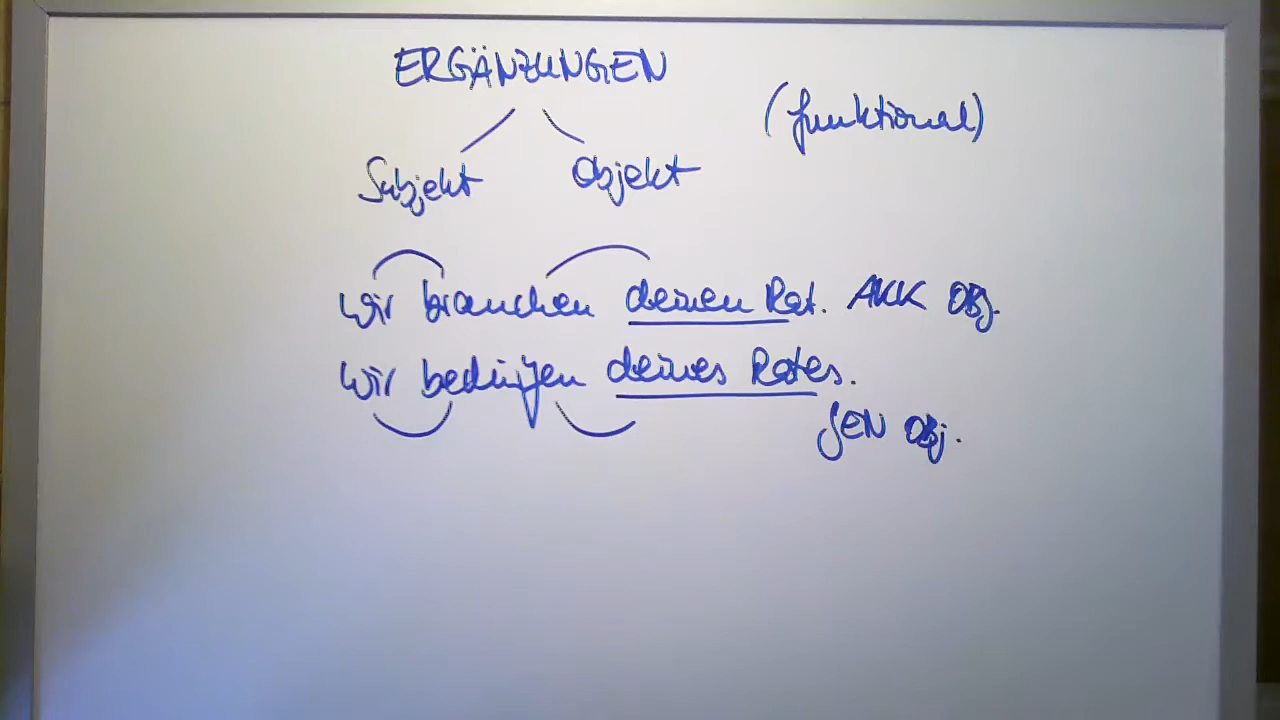 ERGÄNZUNGEN
(funktional)
Subjekt Objekt
Wir brauchen deinen Rat. AKK Obj.
Wir bedürfen deines Rates.
GEN Obj.